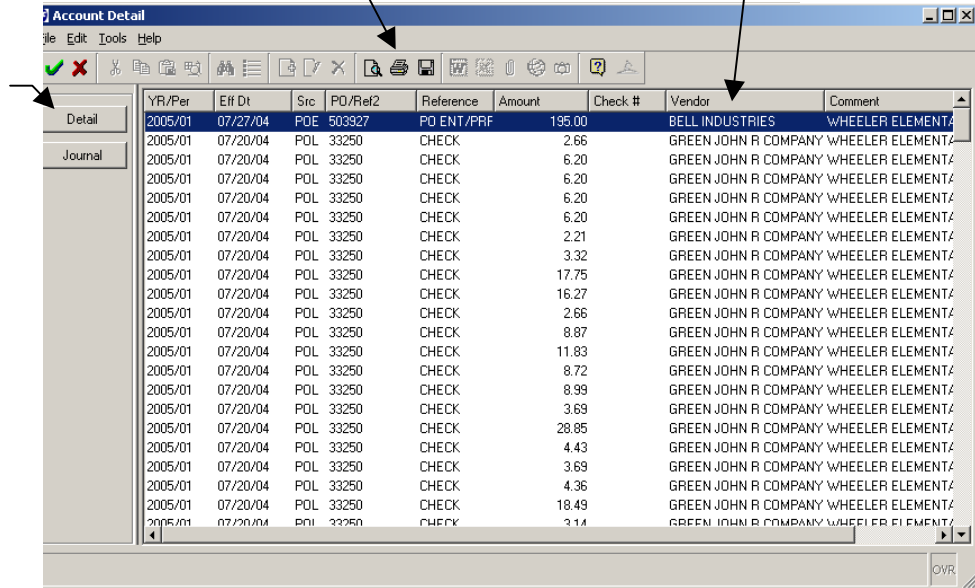 Account Detail
File Edit Tools Help
Detail
Journal
YR/Per Eff Dt Src PO/Ref2 Reference Amount Check # Vendor Comment
2005/01 07/27/04 POE 503927 PO ENT/PRF 195.00 BELL INDUSTRIES WHEELER ELEMENTA
2005/01 07/20/04 POL 33250 CHECK 2.66 GREEN JOHN R COMPANY WHEELER ELEMENTA
2005/01 07/20/04 POL 33250 CHECK 6.20 GREEN JOHN R COMPANY WHEELER ELEMENTA
2005/01 07/20/04 POL 33250 CHECK 6.20 GREEN JOHN R COMPANY WHEELER ELEMENTA
2005/01 07/20/04 POL 33250 CHECK 6.20 GREEN JOHN R COMPANY WHEELER ELEMENTA
2005/01 07/20/04 POL 33250 CHECK 6.20 GREEN JOHN R COMPANY WHEELER ELEMENTA
2005/01 07/20/04 POL 33250 CHECK 2.21 GREEN JOHN R COMPANY WHEELER ELEMENTA
2005/01 07/20/04 POL 33250 CHECK 3.32 GREEN JOHN R COMPANY WHEELER ELEMENTA
2005/01 07/20/04 POL 33250 CHECK 17.75 GREEN JOHN R COMPANY WHEELER ELEMENTA
2005/01 07/20/04 POL 33250 CHECK 16.27 GREEN JOHN R COMPANY WHEELER ELEMENTA
2005/01 07/20/04 POL 33250 CHECK 2.66 GREEN JOHN R COMPANY WHEELER ELEMENTA
2005/01 07/20/04 POL 33250 CHECK 8.87 GREEN JOHN R COMPANY WHEELER ELEMENTA
2005/01 07/20/04 POL 33250 CHECK 11.83 GREEN JOHN R COMPANY WHEELER ELEMENTA
2005/01 07/20/04 POL 33250 CHECK 8.72 GREEN JOHN R COMPANY WHEELER ELEMENTA
2005/01 07/20/04 POL 33250 CHECK 8.99 GREEN JOHN R COMPANY WHEELER ELEMENTA
2005/01 07/20/04 POL 33250 CHECK 3.69 GREEN JOHN R COMPANY WHEELER ELEMENTA
2005/01 07/20/04 POL 33250 CHECK 28.85 GREEN JOHN R COMPANY WHEELER ELEMENTA
2005/01 07/20/04 POL 33250 CHECK 4.43 GREEN JOHN R COMPANY WHEELER ELEMENTA
2005/01 07/20/04 POL 33250 CHECK 3.69 GREEN JOHN R COMPANY WHEELER ELEMENTA
2005/01 07/20/04 POL 33250 CHECK 4.36 GREEN JOHN R COMPANY WHEELER ELEMENTA
2005/01 07/20/04 POL 33250 CHECK 18.49 GREEN JOHN R COMPANY WHEELER ELEMENTA
2005/01 07/20/04 POL 33250 CHECK 3.14 GREEN JOHN R COMPANY WHEELER ELEMENTA
OVR